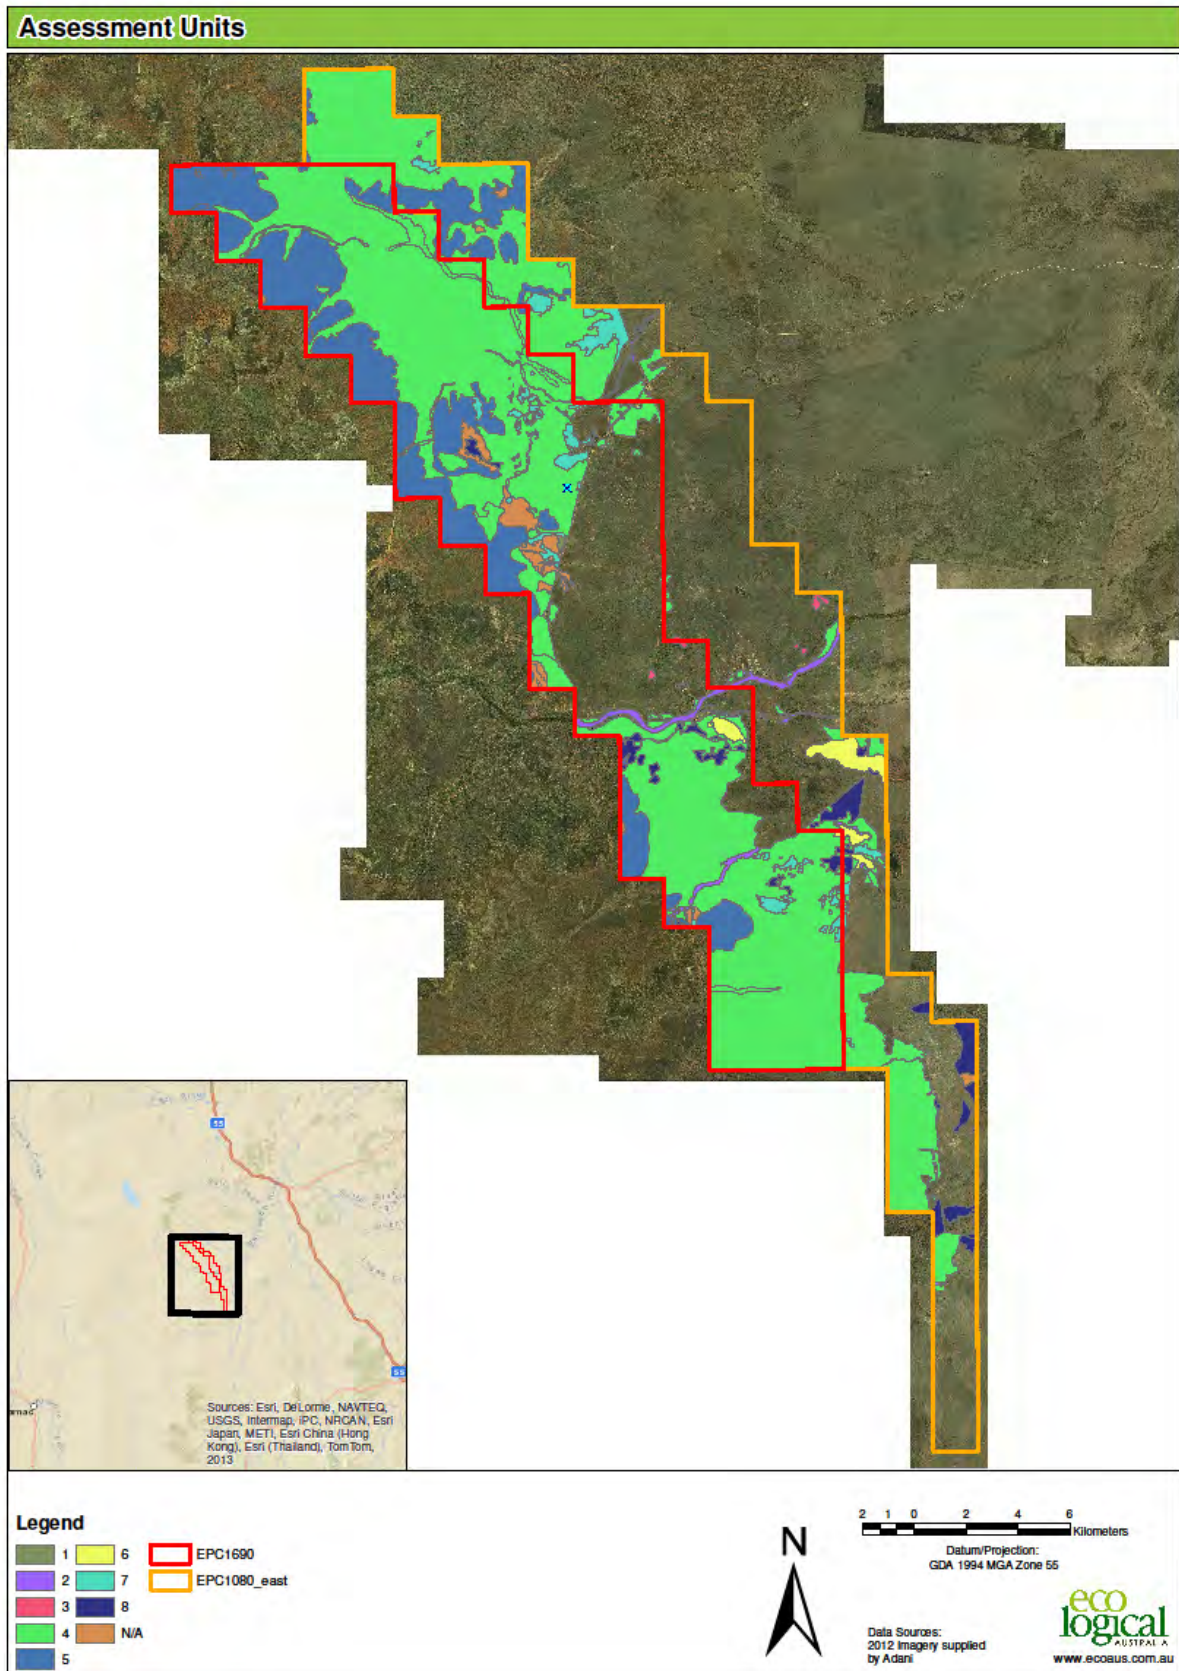 Assessment Units
55
55
Sources: Esri, DeLorme, NAVTEQ,
USGS, Intermap, iPC, NRCAN, Esri
Japan, METI, Esri China (Hong
Kong), Esri (Thailand), TomTom,
2013
Legend
1
6
EPC1690
2
7
EPC1080_east
3
8
4
N/A
5
N
2 1 0 2 4 6
Kilometers
Datum/Projection:
GDA 1994 MGA Zone 55
Data Sources:
2012 Imagery supplied
by Adani
eco
logical
AUSTRALIA
www.ecoaus.com.au